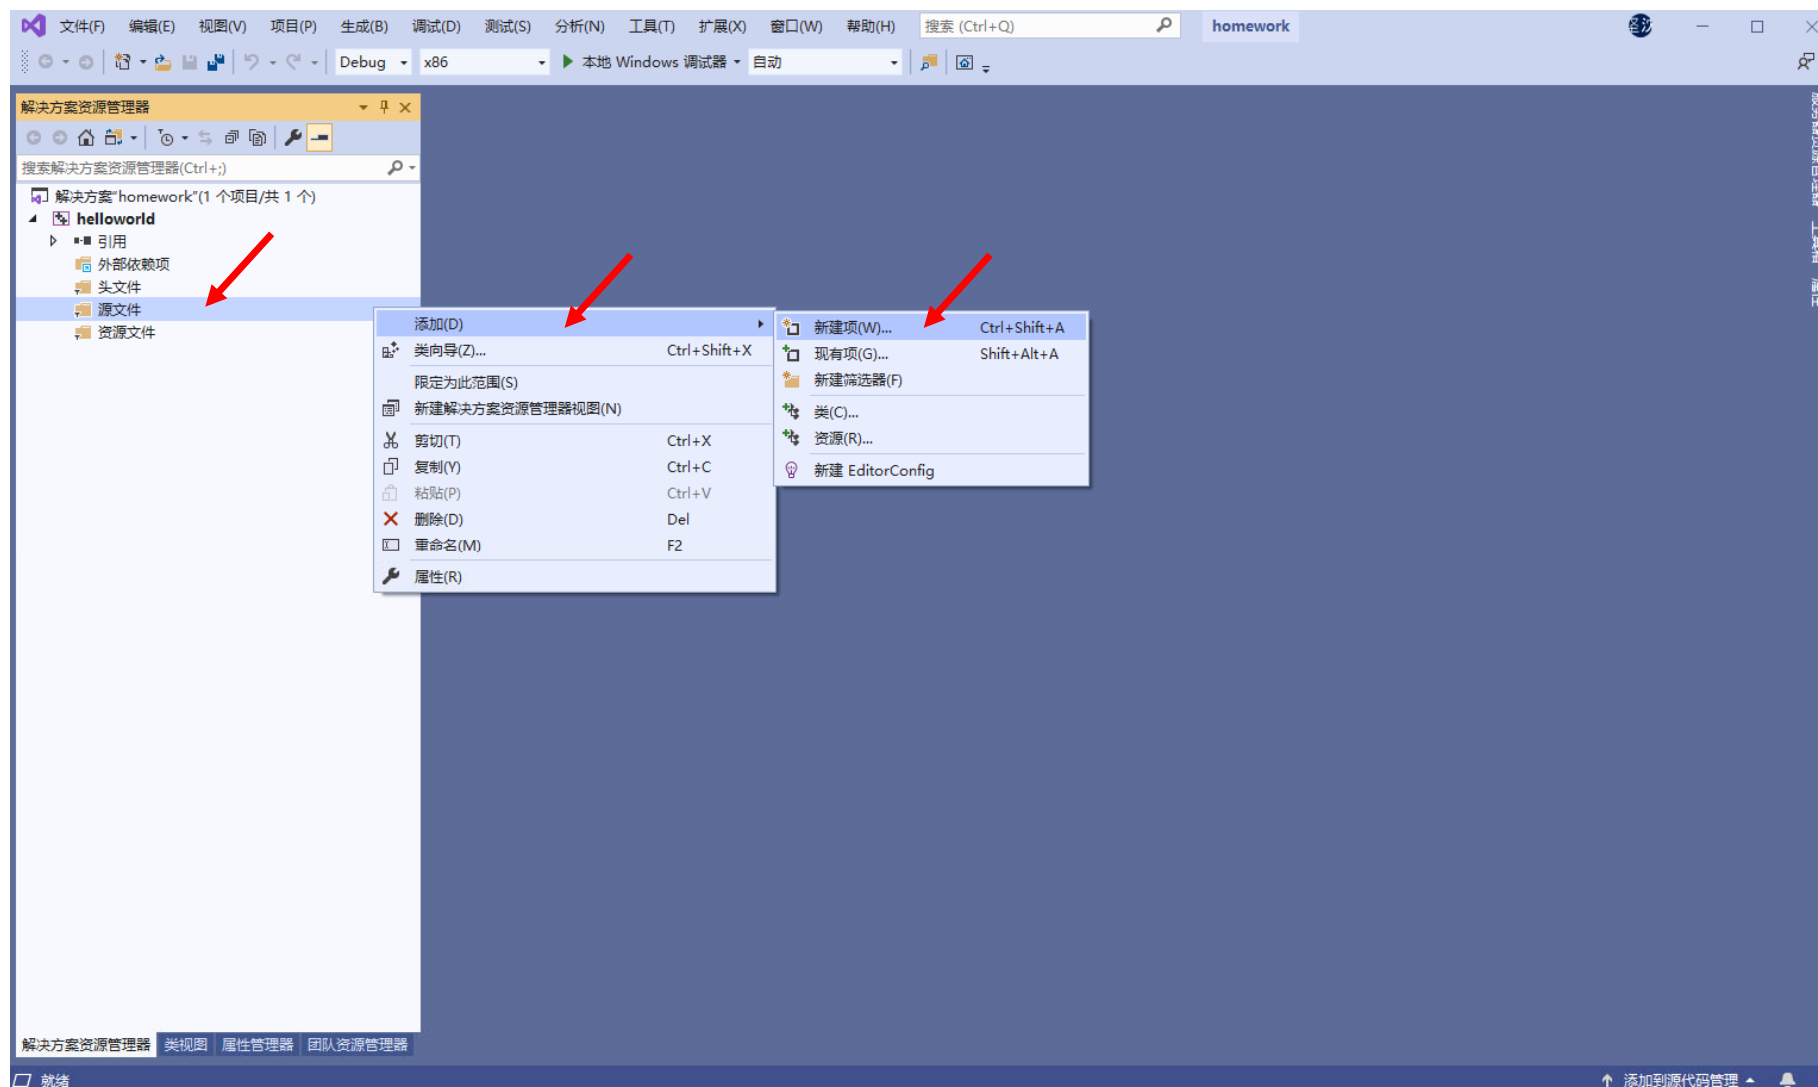 文件(F) 编辑(E) 视图(V) 项目(P) 生成(B) 调试(D) 测试(S) 分析(N) 工具(T) 扩展(X) 窗口(W) 帮助(H) 搜索 (Ctrl+Q) homework
Debug x86 本地 Windows 调试器 自动
解决方案资源管理器
搜索解决方案资源管理器(Ctrl+;)
解决方案"homework"(1 个项目/共 1 个)
helloworld
引用
外部依赖项
头文件
源文件
资源文件
添加(D)
类向导(Z)... Ctrl+Shift+X
限定为此范围(S)
新建解决方案资源管理器视图(N)
剪切(T) Ctrl+X
复制(Y) Ctrl+C
粘贴(P) Ctrl+V
删除(D) Del
重命名(M) F2
属性(R)
新建项(W)... Ctrl+Shift+A
现有项(G)... Shift+Alt+A
新建筛选器(F)
类(C)...
资源(R)...
新建 EditorConfig
解决方案资源管理器 类视图 属性管理器 团队资源管理器
就绪 添加到源代码管理